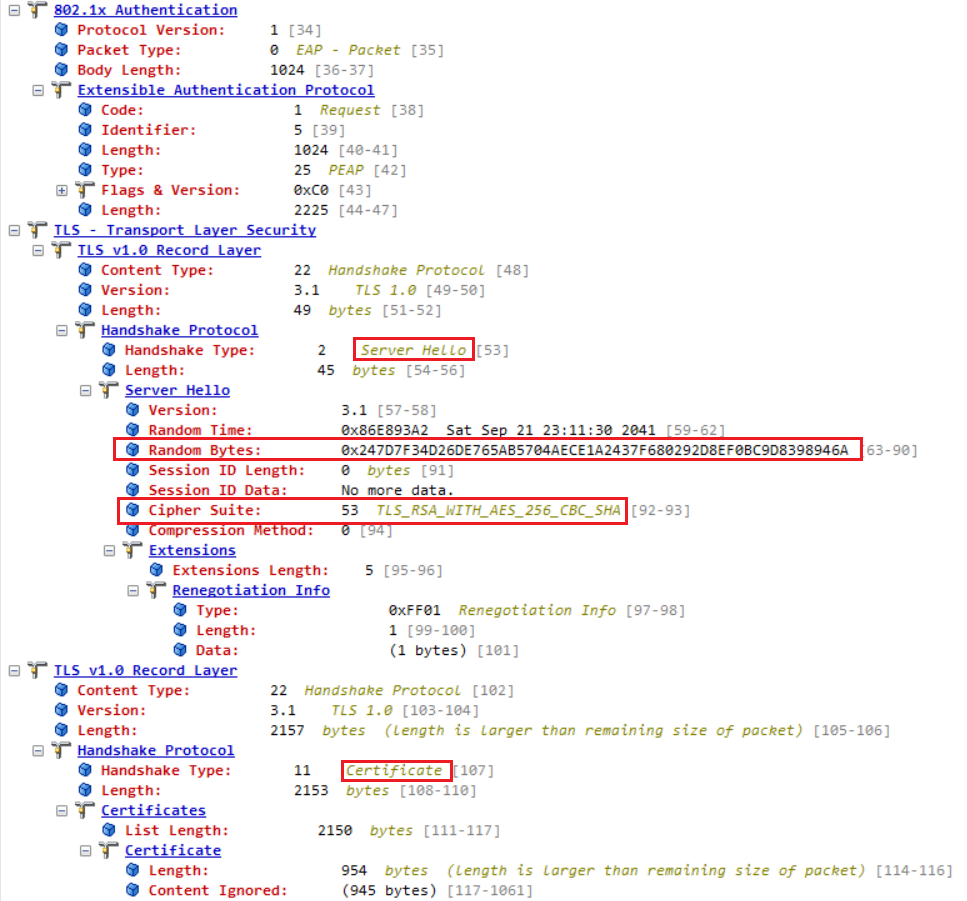 802.1x Authentication
Protocol Version: 1 [34]
Packet Type: 0 EAP - Packet [35]
Body Length: 1024 [36-37]
Extensible Authentication Protocol
Code: 1 Request [38]
Identifier: 5 [39]
Length: 1024 [40-41]
Type: 25 PEAP [42]
Flags & Version: 0xC0 [43]
Length: 2225 [44-47]
TLS - Transport Layer Security
TLS v1.0 Record Layer
Content Type: 22 Handshake Protocol [48]
Version: 3.1 TLS 1.0 [49-50]
Length: 49 bytes [51-52]
Handshake Protocol
Handshake Type: 2 Server Hello [53]
Length: 45 bytes [54-56]
Server Hello
Version: 3.1 [57-58]
Random Time: 0x86E893A2 Sat Sep 21 23:11:30 2041 [59-62]
Random Bytes: 0x247D7F34D26DE765AB5704AECE1A2437F680292D8EF0BC9D8398946A 63-90]
Session ID Length: 0 bytes [91]
Session ID Data: No more data.
Cipher Suite: 53 TLS_RSA_WITH_AES_256_CBC_SHA [92-93]
Compression Method: 0 [94]
Extensions
Extensions Length: 5 [95-96]
Renegotiation Info
Type: 0xFF01 Renegotiation Info [97-98]
Length: 1 [99-100]
Data: (1 bytes) [101]
TLS v1.0 Record Layer
Content Type: 22 Handshake Protocol [102]
Version: 3.1 TLS 1.0 [103-104]
Length: 2157 bytes (length is larger than remaining size of packet) [105-106]
Handshake Protocol
Handshake Type: 11 Certificate [107]
Length: 2153 bytes [108-110]
Certificates
List Length: 2150 bytes [111-117]
Certificate
Length: 954 bytes (length is larger than remaining size of packet) [114-116]
Content Ignored: (945 bytes) [117-1061]